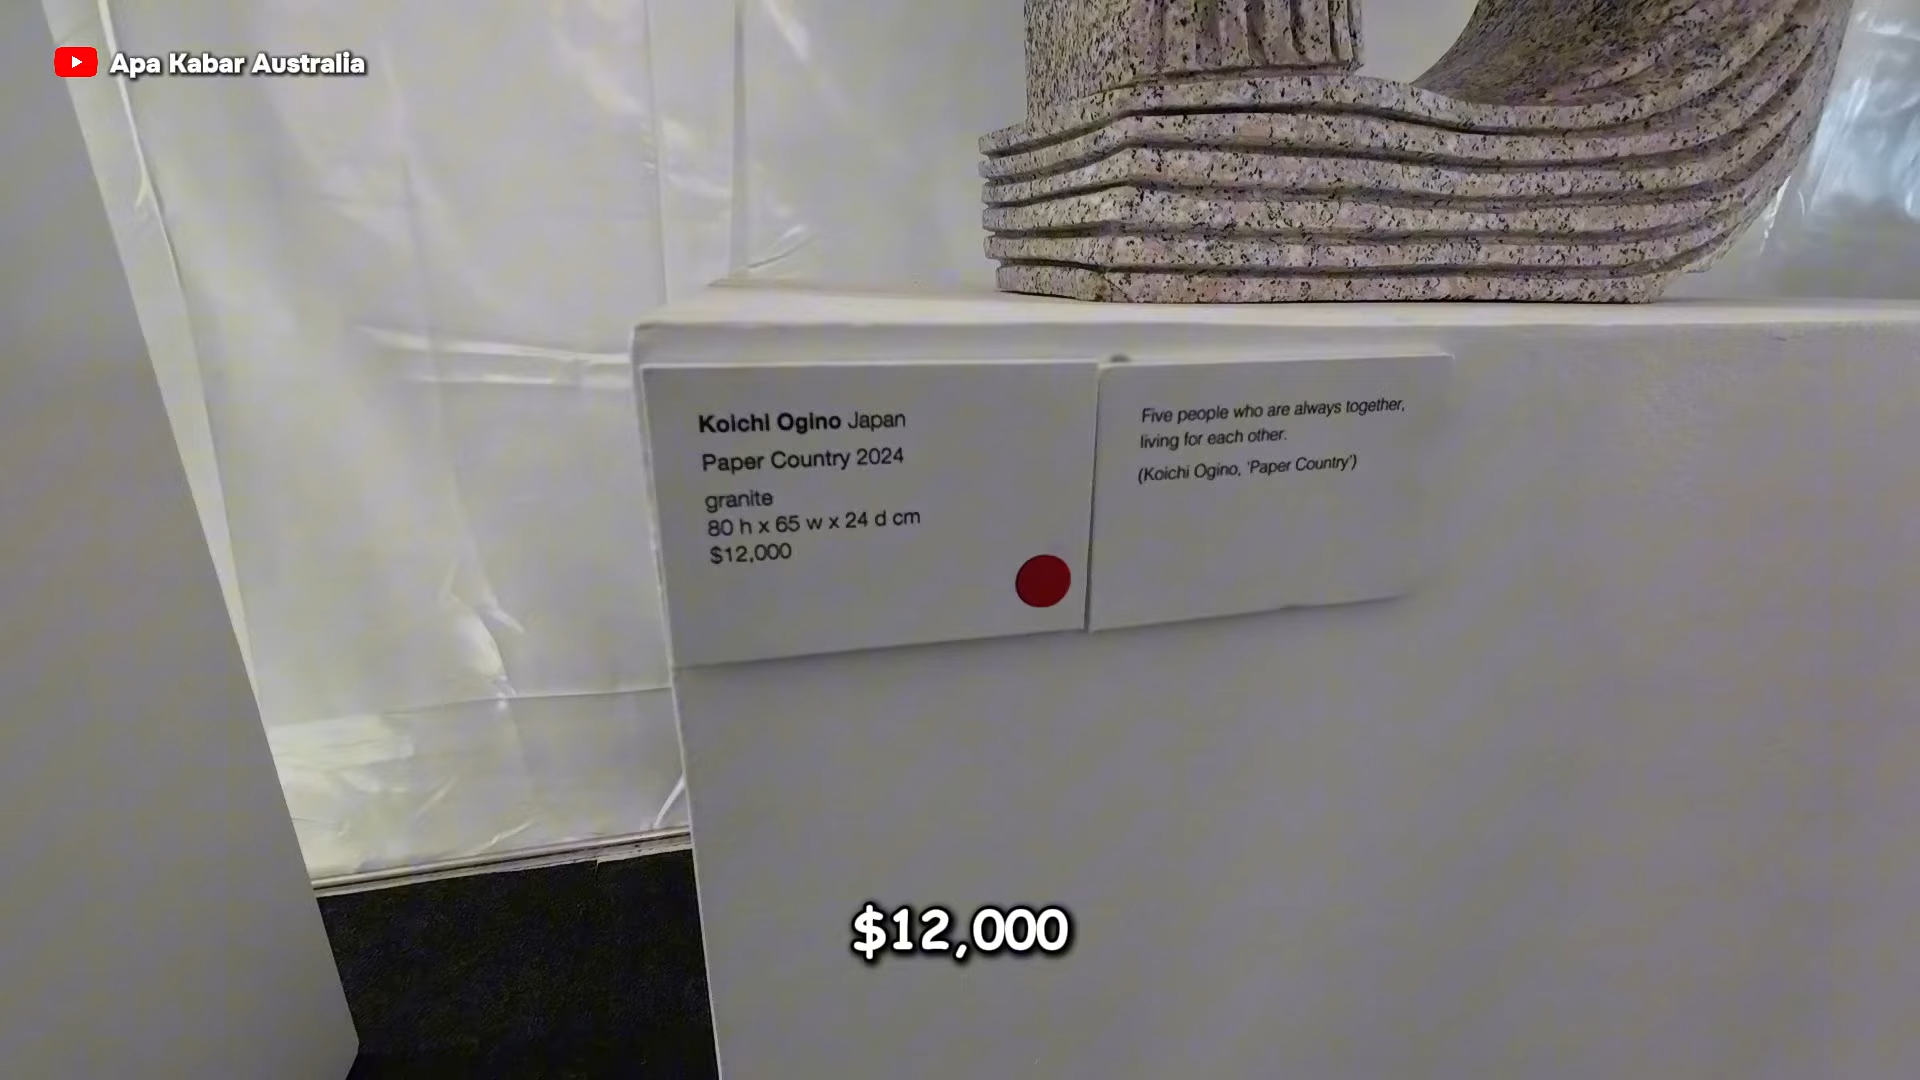 Apa Kabar Australia
Koichi Ogino Japan
Paper Country 2024
granite
80 h x 65 w x 24 d cm
$12,000
Five people who are always together,
living for each other.
(Koichi Ogino, 'Paper Country')
$12,000